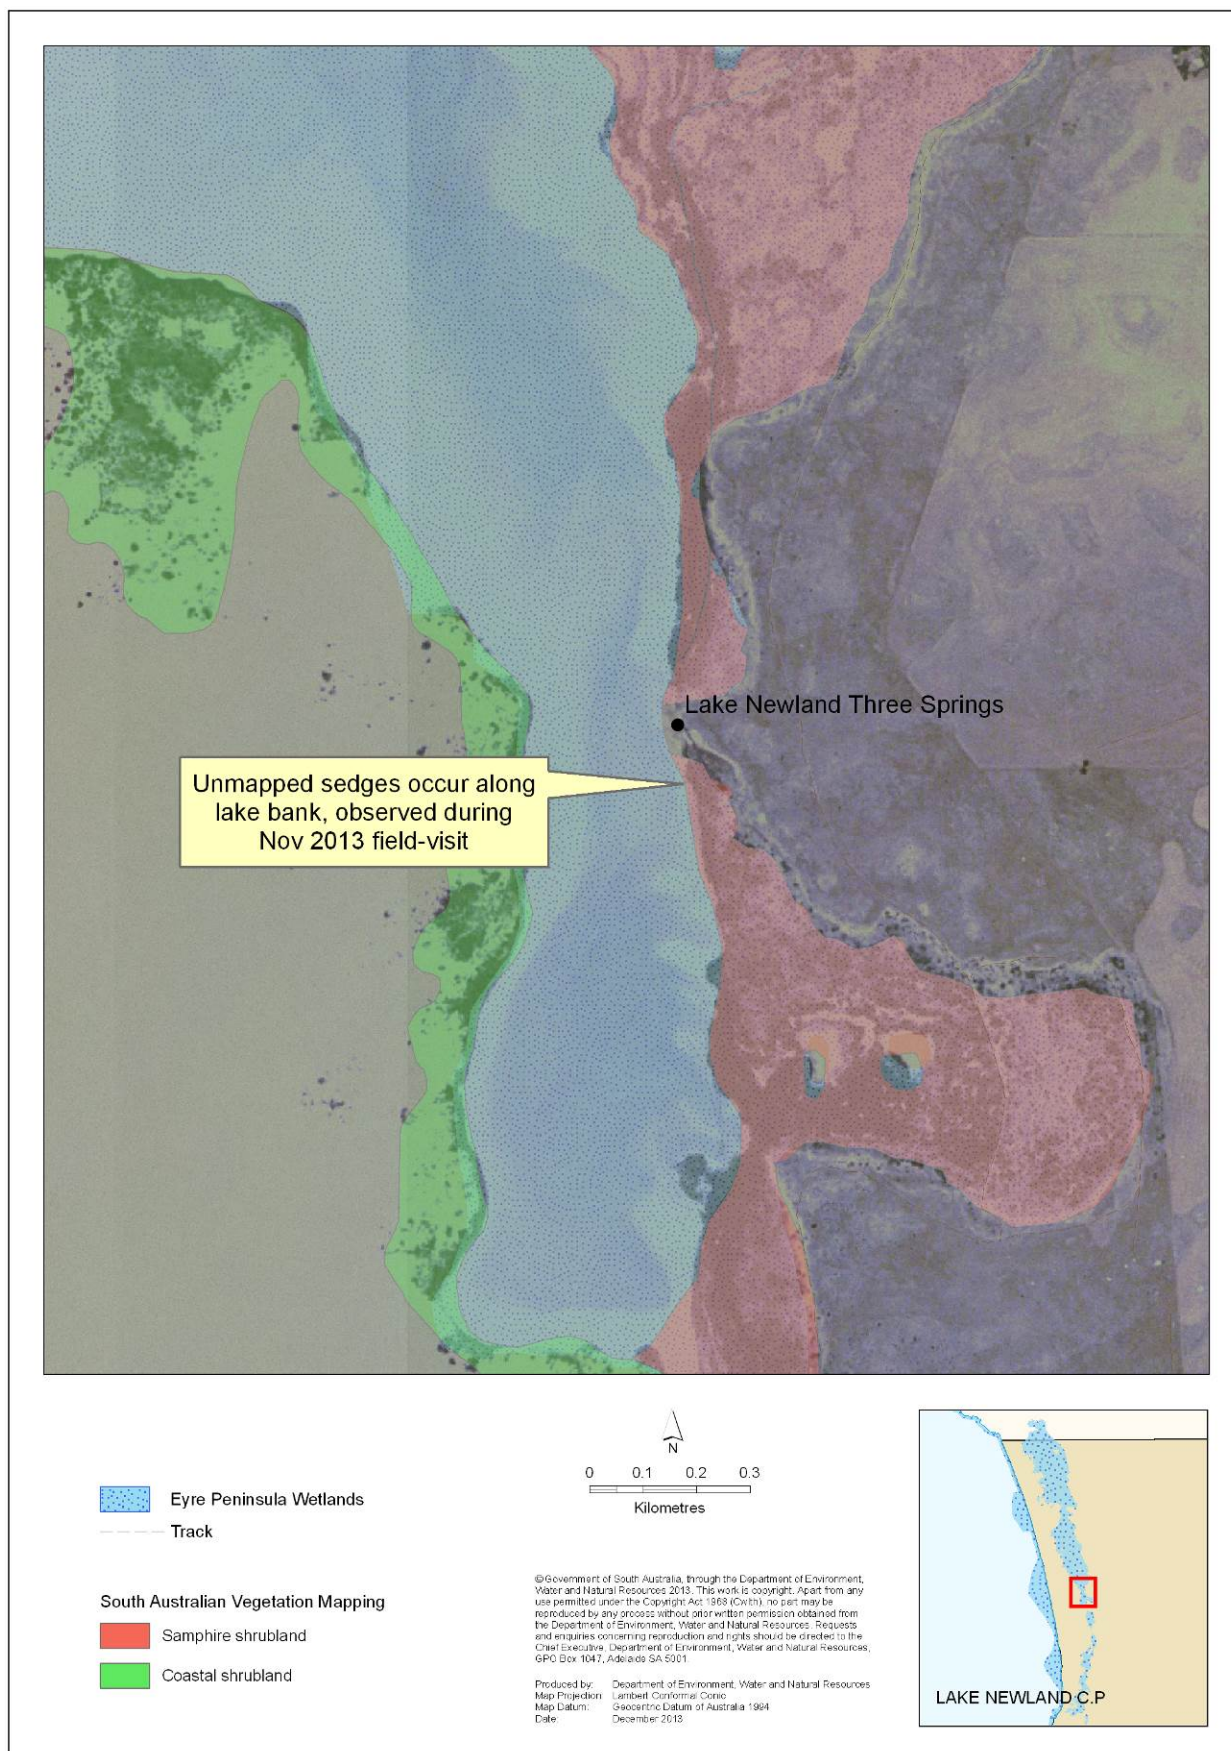 Lake Newland Three Springs
Unmapped sedges occur along
lake bank, observed during
Nov 2013 field-visit
Eyre Peninsula Wetlands
Track
South Australian Vegetation Mapping
Samphire shrubland
Coastal shrubland
N
0 0.1 0.2 0.3
Kilometres
©Government of South Australia, through the Department of Environment,
Water and Natural Resources 2013. This work is copyright. Apart from any
use permitted under the Copyright Act 1968 (Cwlth), no part may be
reproduced by any process without prior written permission obtained from
the Department of Environment, Water and Natural Resources. Requests
and enquiries concerning reproduction and rights should be directed to the
Chief Executive, Department of Environment, Water and Natural Resources,
GPO Box 1047, Adelaide SA 5001.
Produced by: Department of Environment, Water and Natural Resources
Map Projection: Lambert Conformal Conic
Map Datum: Geocentric Datum of Australia 1994
Date: December 2013
LAKE NEWLAND C.P